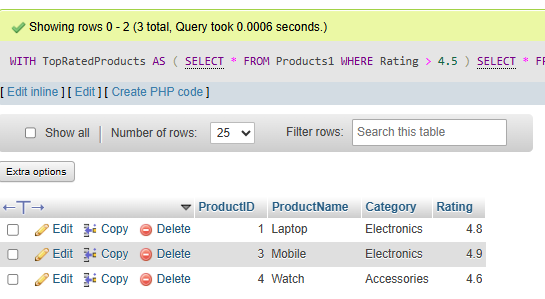 Showing rows 0 - 2 (3 total, Query took 0.0006 seconds.)
WITH TopRatedProducts AS ( SELECT * FROM Products1 WHERE Rating > 4.5 ) SELECT * FR
[ Edit inline ] [ Edit ] [ Create PHP code ]
Show all Number of rows: 25 Filter rows: Search this table
Extra options
ProductID ProductName Category Rating
Edit Copy Delete 1 Laptop Electronics 4.8
Edit Copy Delete 3 Mobile Electronics 4.9
Edit Copy Delete 4 Watch Accessories 4.6